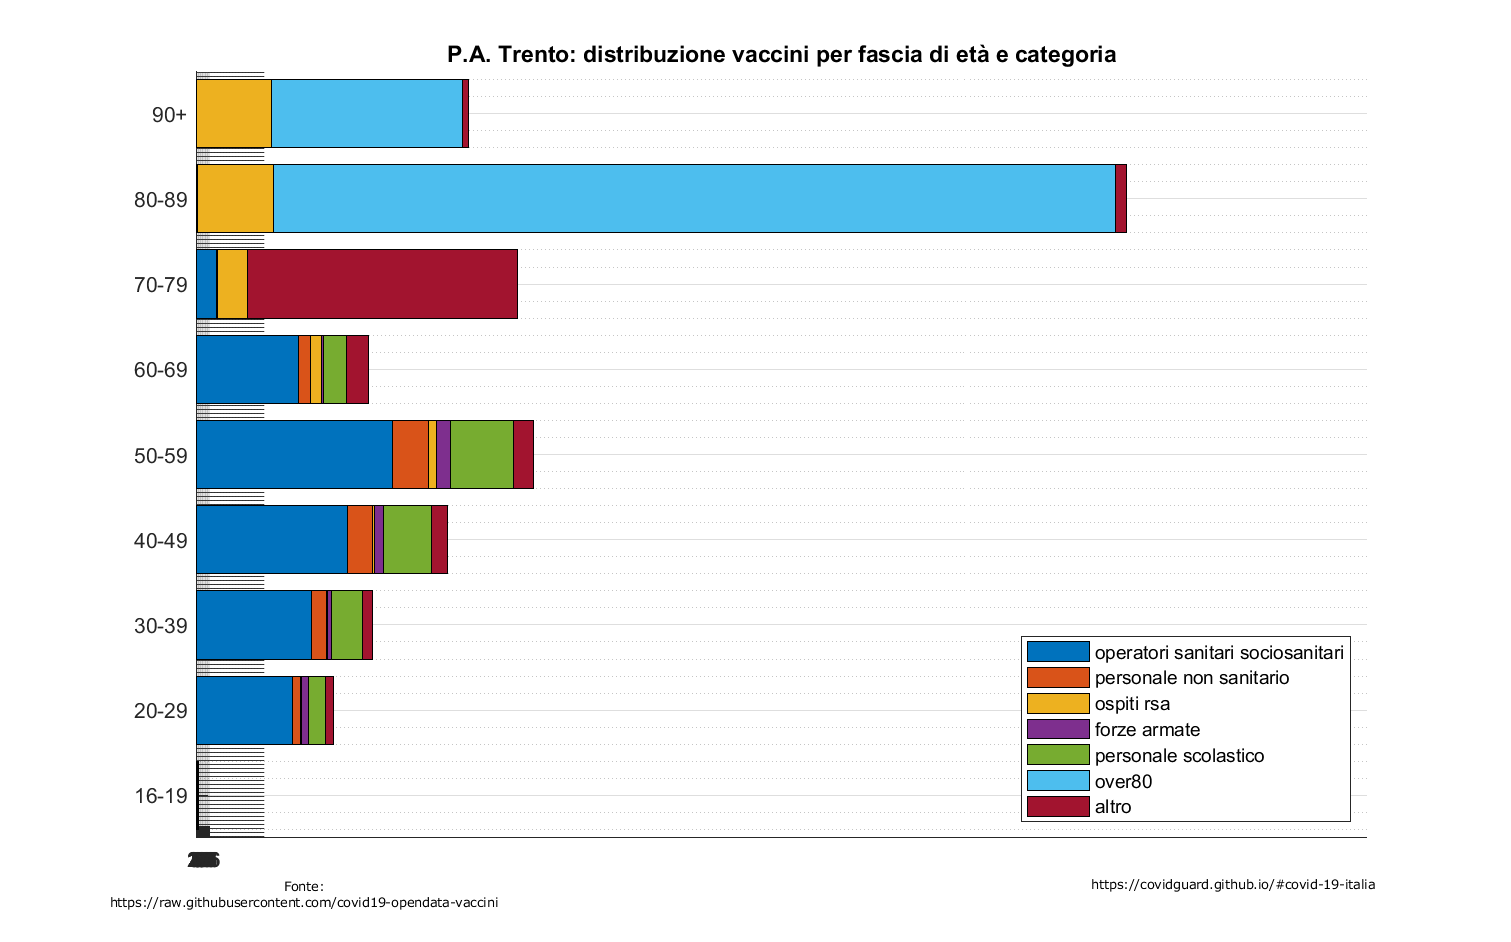 P.A. Trento: distribuzione vaccini per fascia di età e categoria
90+
80-89
70-79
60-69
50-59
40-49
30-39
20-29
16-19
operatori sanitari sociosanitari
personale non sanitario
ospiti rsa
forze armate
personale scolastico
over80
altro
Fonte:
https://raw.githubusercontent.com/covid19-opendata-vaccini
https://covidguard.github.io/#covid-19-italia